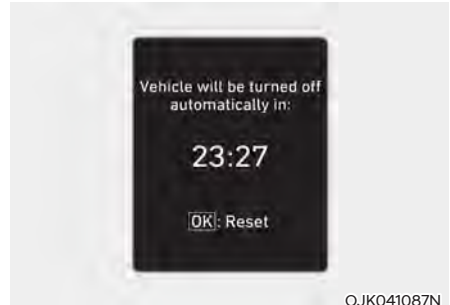 Vehicle will be turned off
automatically in:
23:27
OK: Reset
OJK041087N